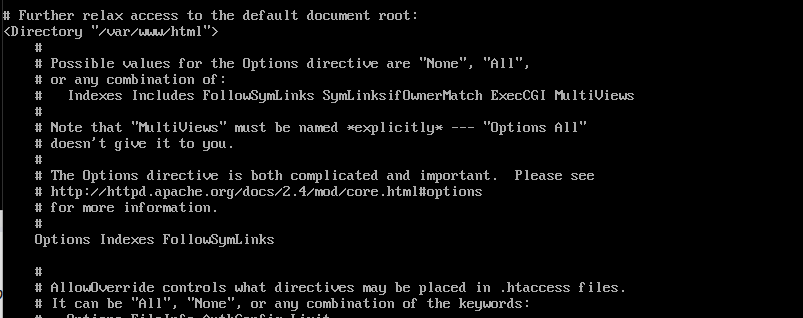 # Further relax access to the default document root:
<Directory "/var/www/html">
    #
    # Possible values for the Options directive are "None", "All",
    # or any combination of:
    #   Indexes Includes FollowSymLinks SymLinksifOwnerMatch ExecCGI MultiViews
    #
    # Note that "MultiViews" must be named *explicitly* --- "Options All"
    # doesn't give it to you.
    #
    # The Options directive is both complicated and important.  Please see
    # http://httpd.apache.org/docs/2.4/mod/core.html#options
    # for more information.
    #
    Options Indexes FollowSymLinks

    #
    # AllowOverride controls what directives may be placed in .htaccess files.
    # It can be "All", "None", or any combination of the keywords:
    #   Options FileInfo AuthConfig Limit